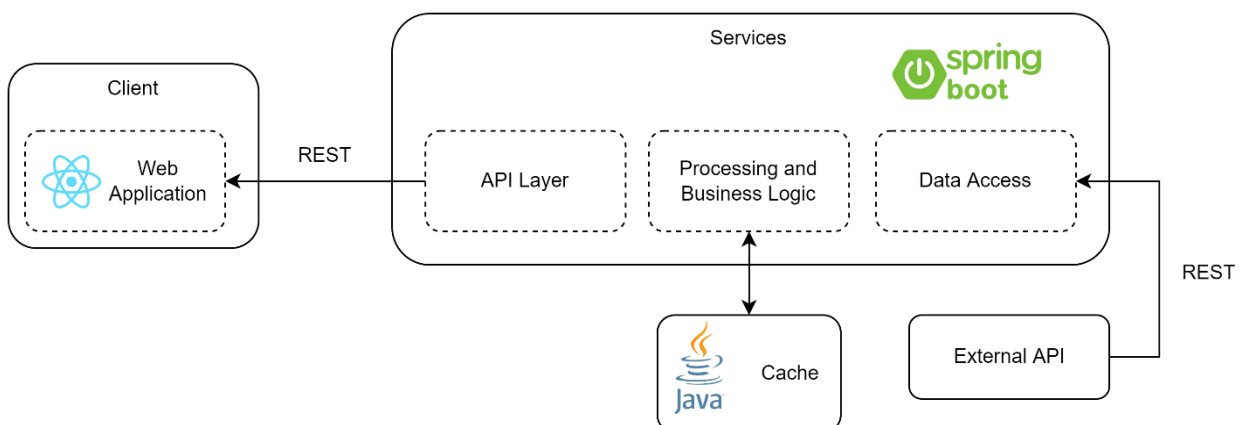 Services
spring
boot
Client
REST
Web
Application
API Layer
Processing and
Business Logic
Data Access
REST
Java
Cache
External API